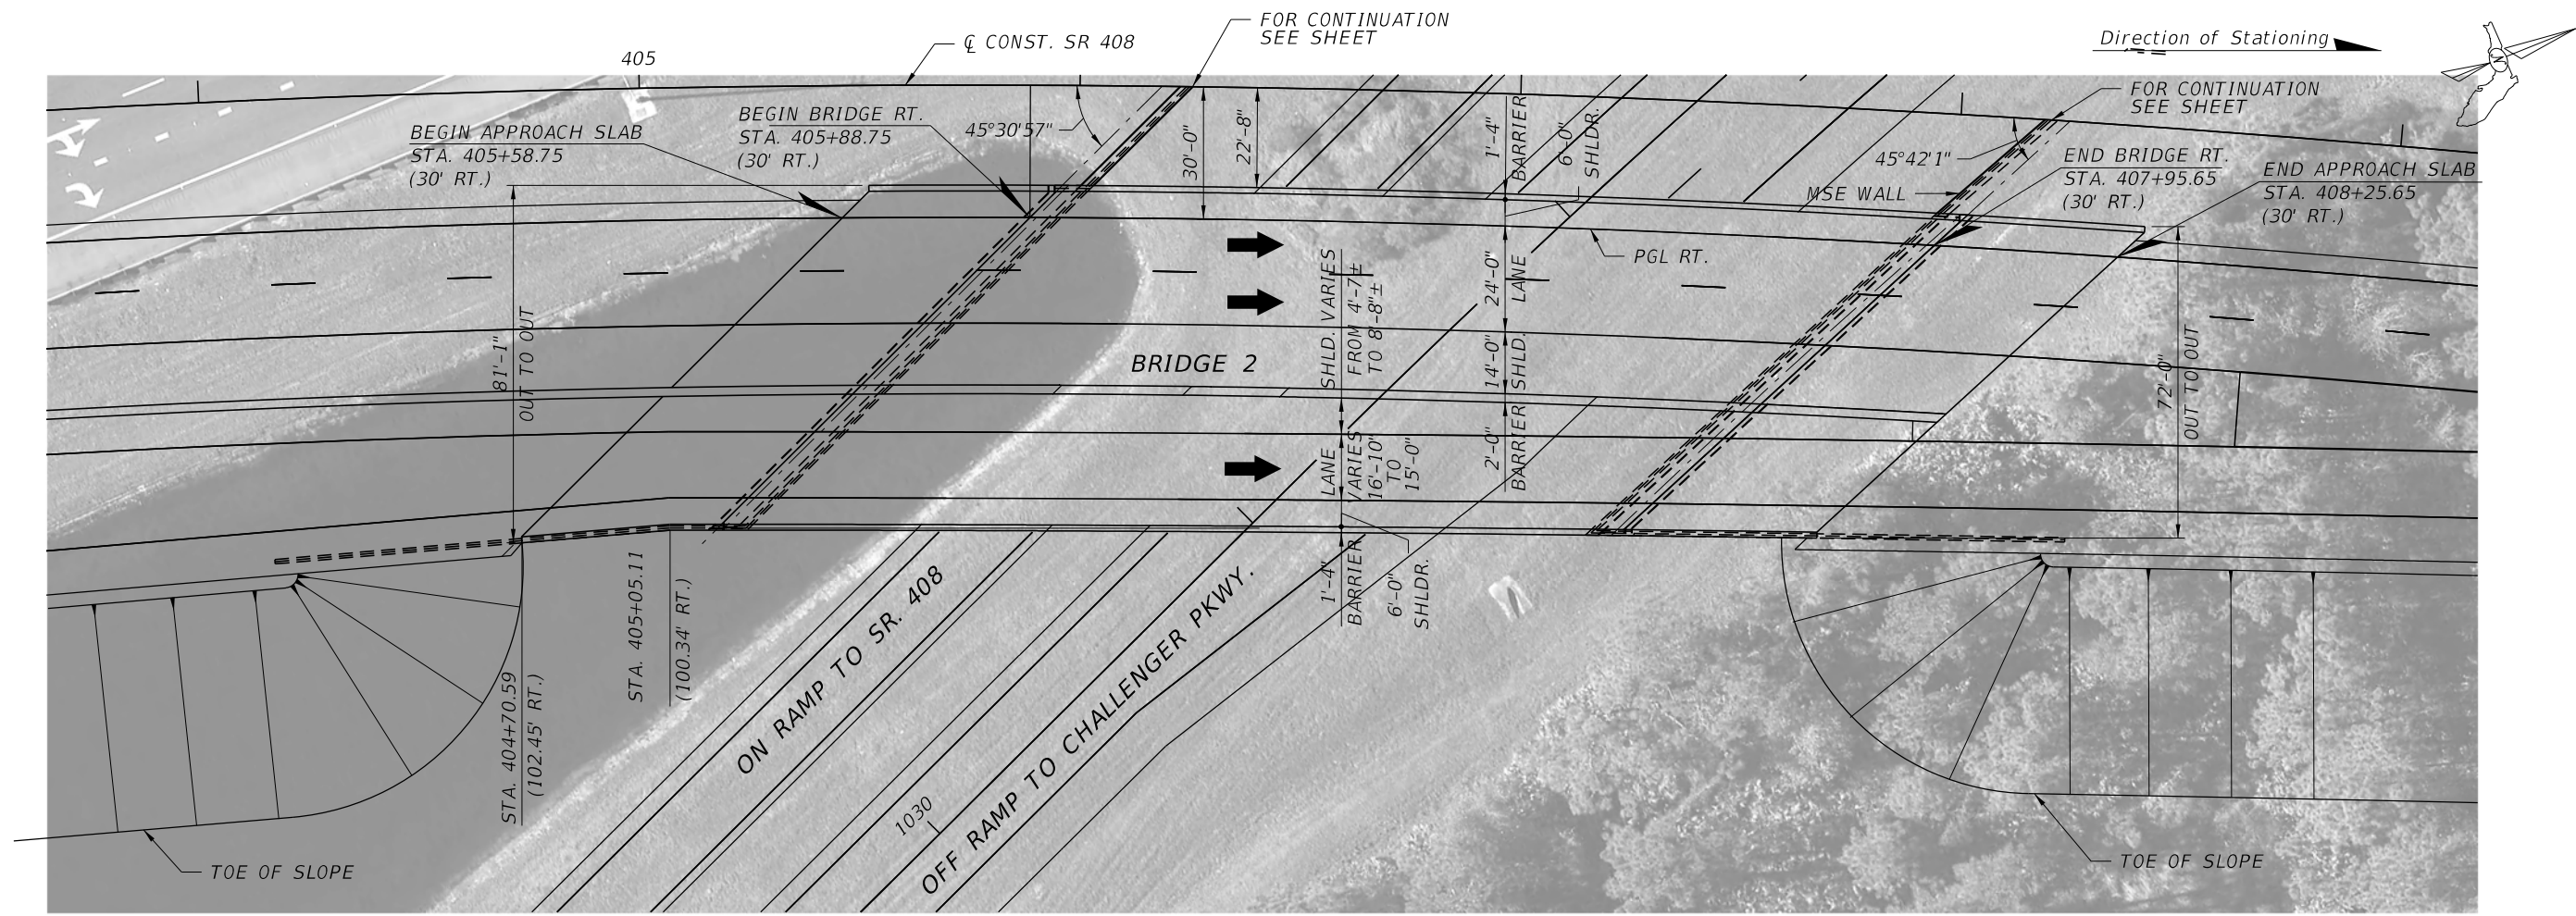 FOR CONTINUATION
SEE SHEET
℄ CONST. SR 408
405
Direction of Stationing
N
FOR CONTINUATION
SEE SHEET
BEGIN APPROACH SLAB
STA. 405+58.75
(30' RT.)
BEGIN BRIDGE RT.
STA. 405+88.75
(30' RT.)
45°30'57"
30'-0"
22'-8"
1'-4"
BARRIER
6'-0"
SHLDR.
45°42'1"
MSE WALL
END BRIDGE RT.
STA. 407+95.65
(30' RT.)
END APPROACH SLAB
STA. 408+25.65
(30' RT.)
PGL RT.
24'-0"
LANE
SHLD. VARIES
FROM 4'-7±
TO 8'-8"±
14'-0"
SHLD.
81'-1"
OUT TO OUT
BRIDGE 2
72'-0"
OUT TO OUT
2'-0"
BARRIER
LANE
VARIES
16'-10"
TO
15'-0"
1'-4"
BARRIER
6'-0"
SHLDR.
STA. 405+05.11
(100.34' RT.)
STA. 404+70.59
(102.45' RT.)
ON RAMP TO SR. 408
OFF RAMP TO CHALLENGER PKWY.
1030
TOE OF SLOPE
TOE OF SLOPE